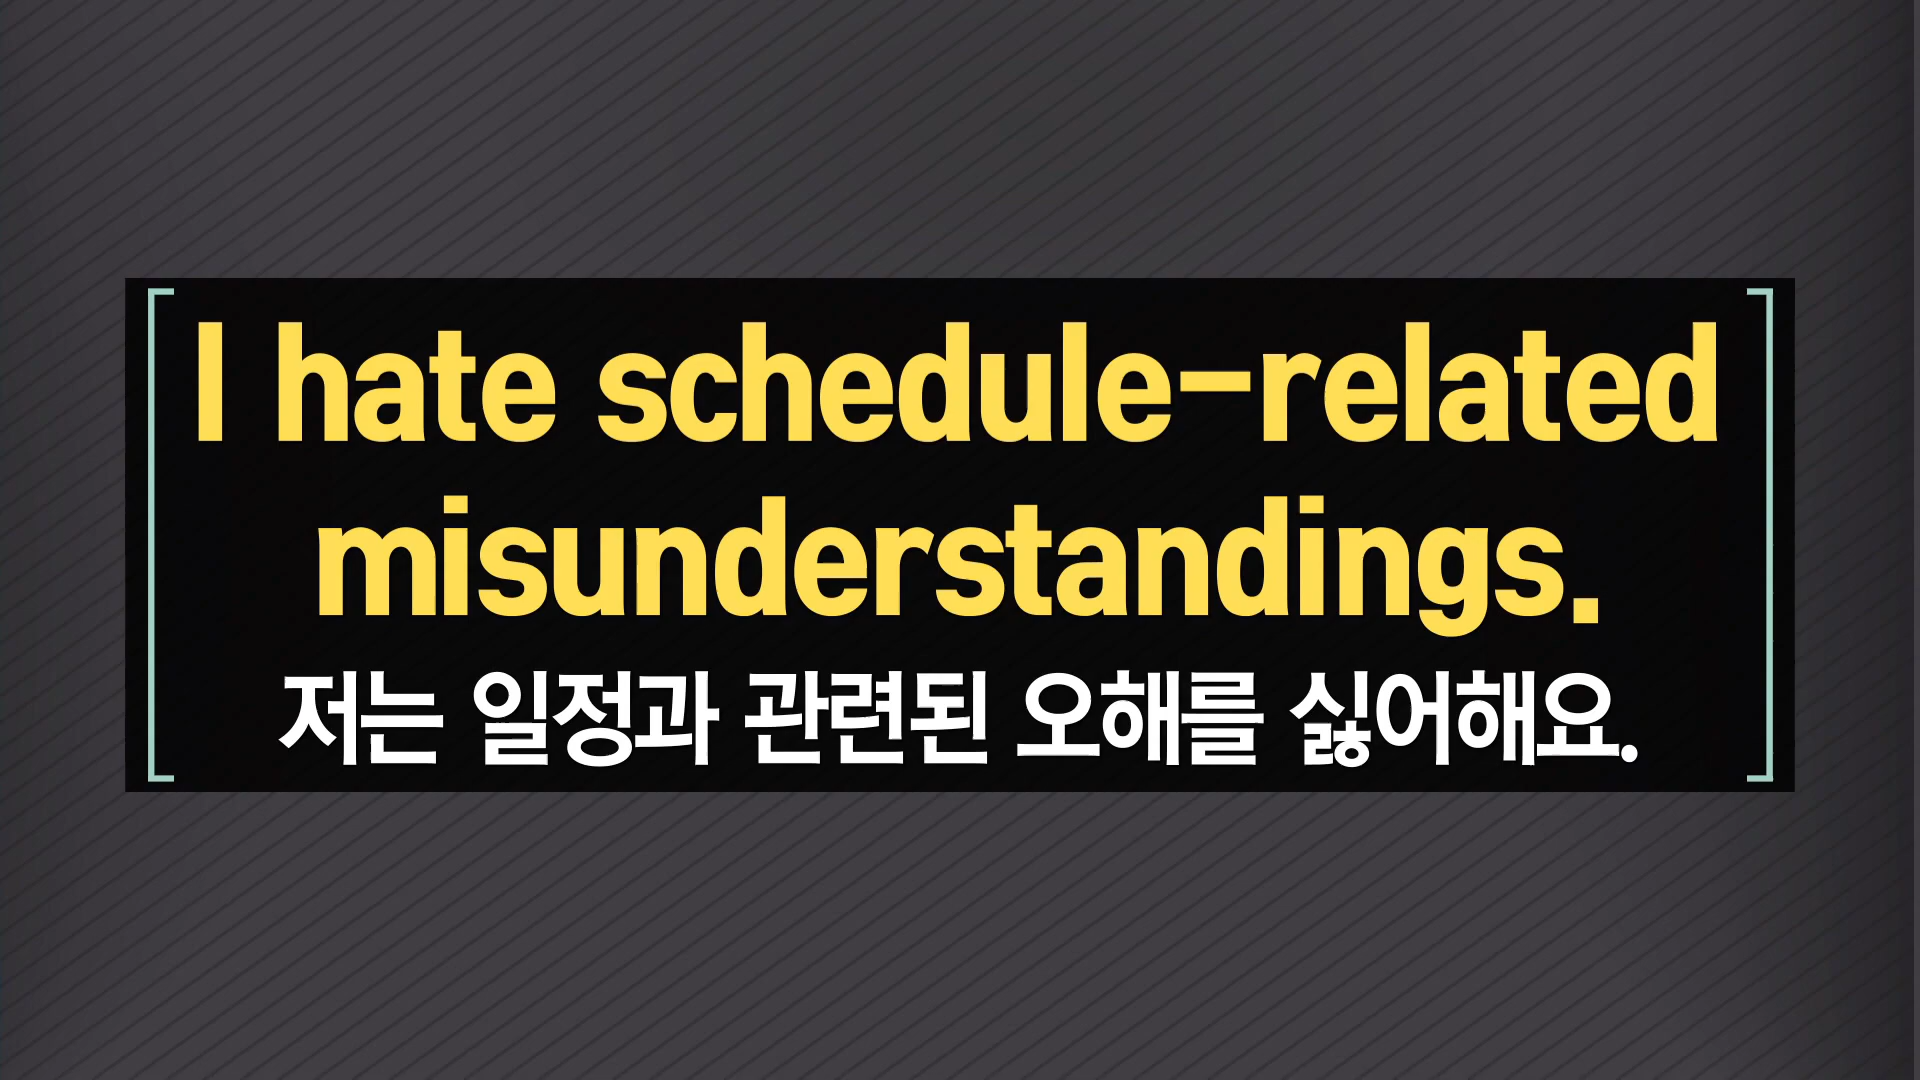 I hate schedule-related
misunderstandings.
저는 일정과 관련된 오해를 싫어해요.